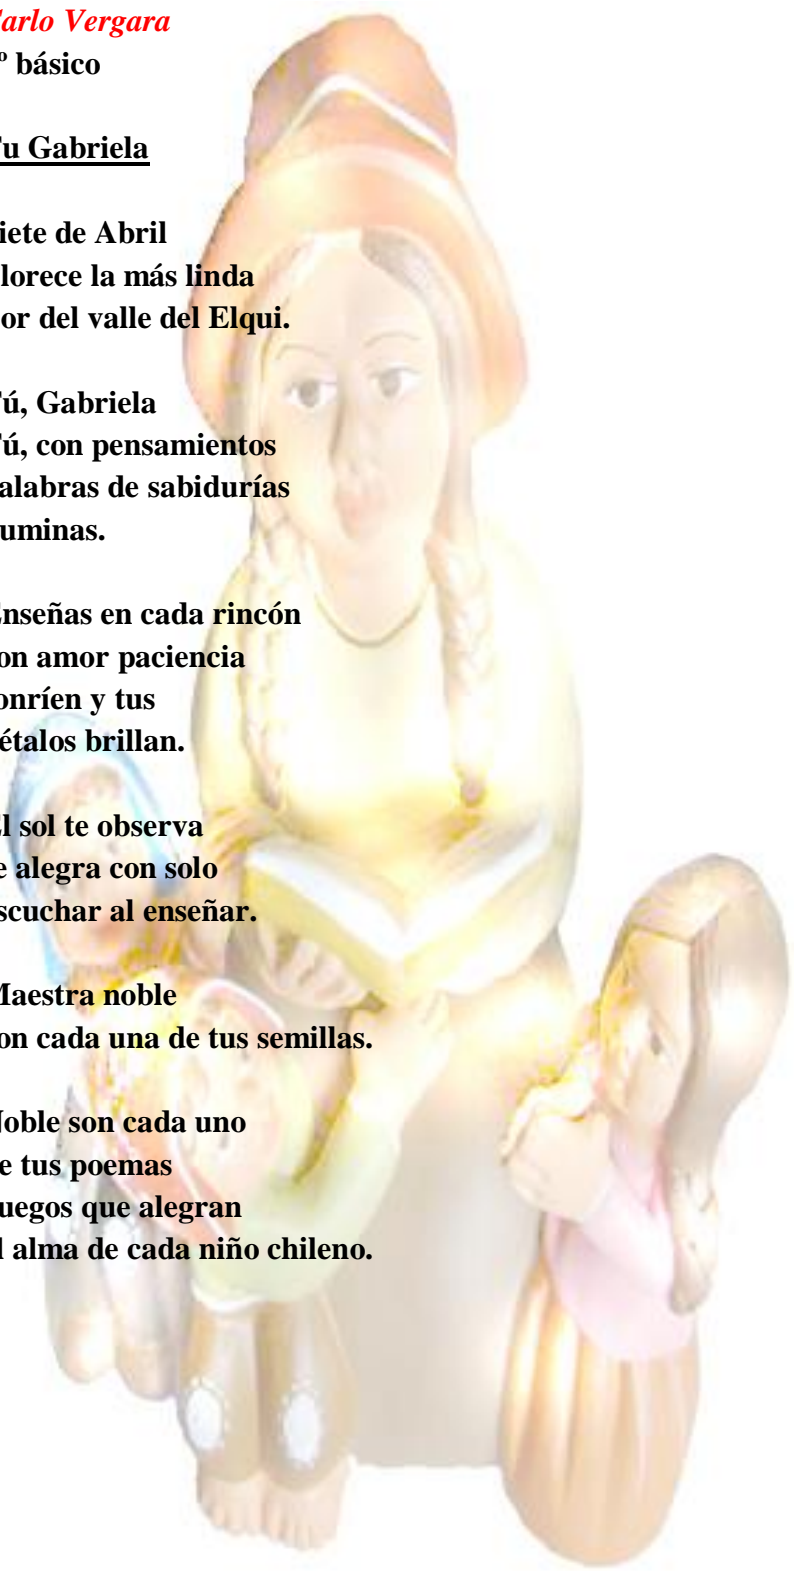 arlo Vergara
º básico
u Gabriela
iete de Abril
lorece la más linda
or del valle del Elqui.
ú, Gabriela
ú, con pensamientos
alabras de sabidurías
uminas.
nseñas en cada rincón
on amor paciencia
onríen y tus
étalos brillan.
l sol te observa
e alegra con solo
scuchar al enseñar.
aestra noble
on cada una de tus semillas.
oble son cada uno
e tus poemas
uegos que alegran
l alma de cada niño chileno.